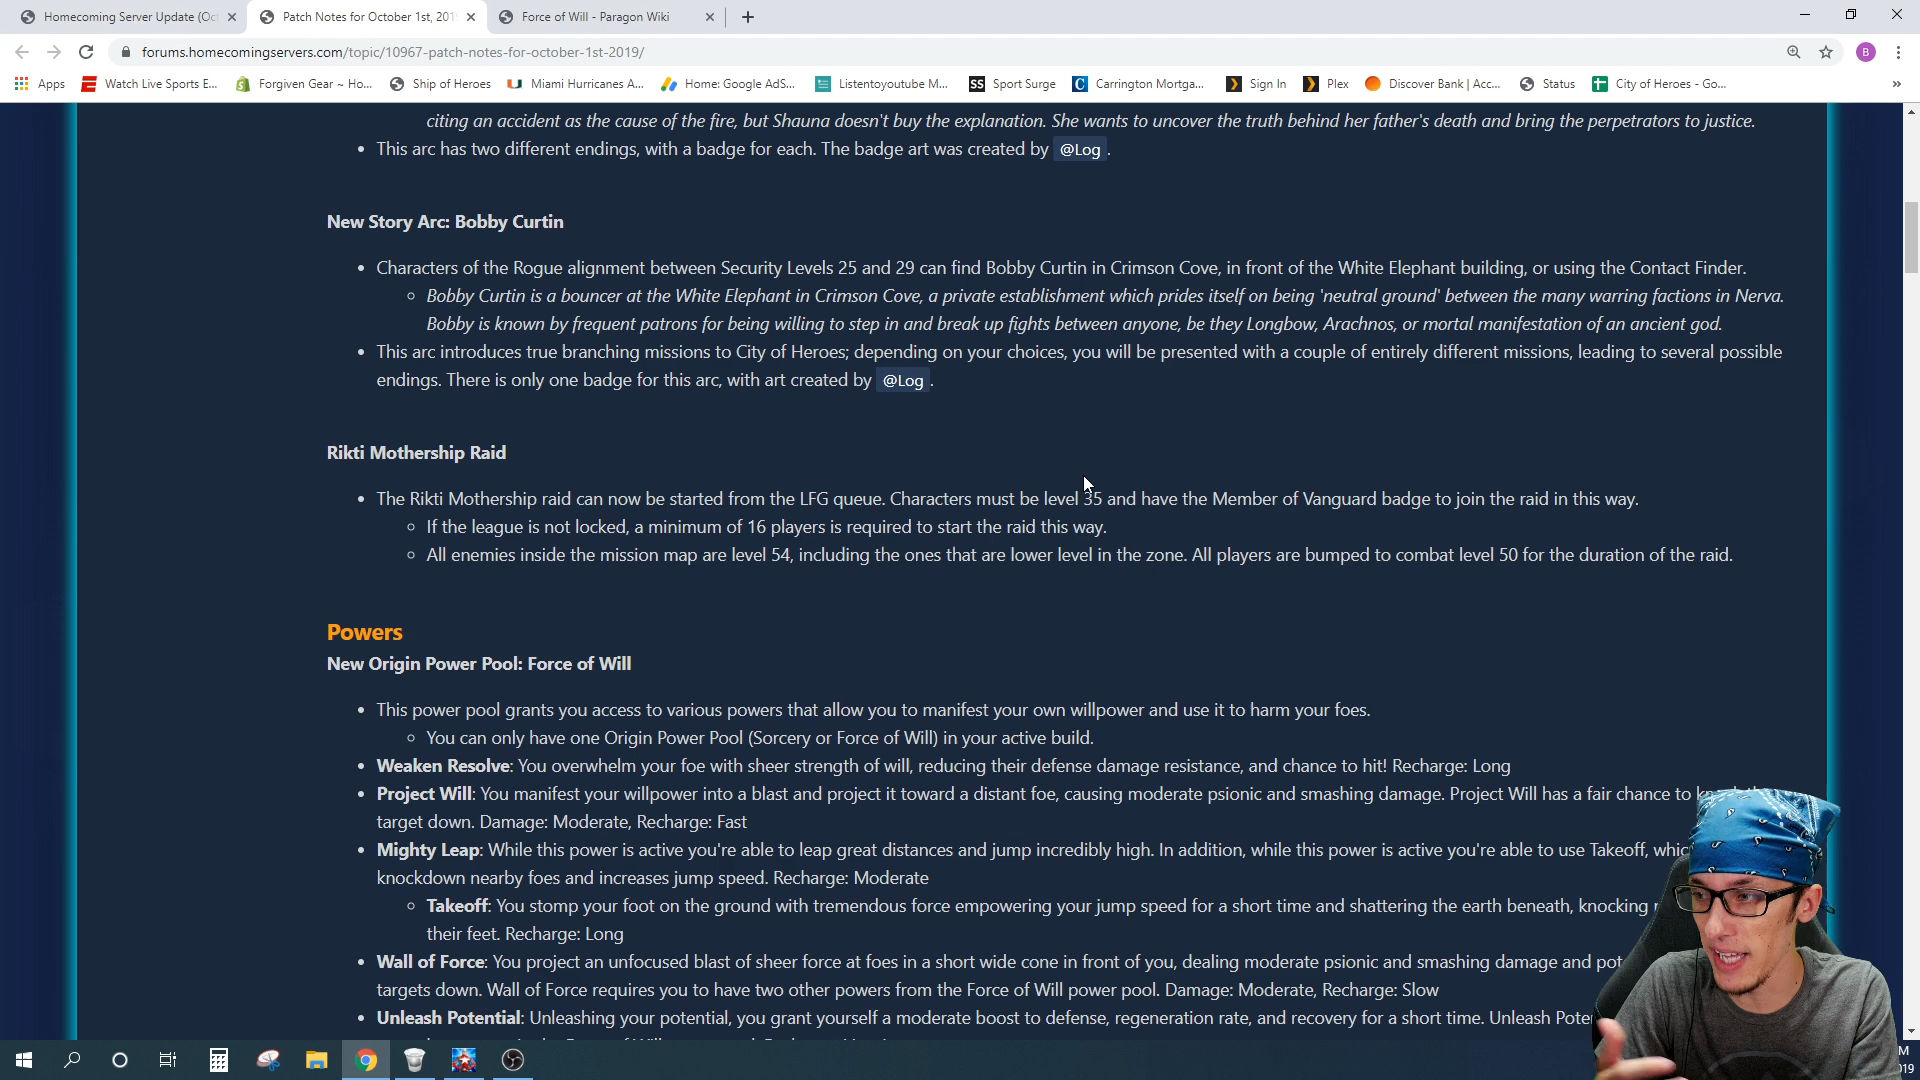 Homecoming Server Update (Oc
Patch Notes for October 1st, 201
Force of Will - Paragon Wiki
forums.homecomingservers.com/topic/10967-patch-notes-for-october-1st-2019/
B
Apps
Watch Live Sports E...
Forgiven Gear ~ Ho...
Ship of Heroes
Miami Hurricanes A...
Home: Google AdS...
Listentoyoutube M...
SS Sport Surge
C Carrington Mortga...
Sign In
Plex
Discover Bank | Acc...
Status
City of Heroes - Go...
»
citing an accident as the cause of the fire, but Shauna doesn't buy the explanation. She wants to uncover the truth behind her father's death and bring the perpetrators to justice.
• This arc has two different endings, with a badge for each. The badge art was created by @Log .
New Story Arc: Bobby Curtin
• Characters of the Rogue alignment between Security Levels 25 and 29 can find Bobby Curtin in Crimson Cove, in front of the White Elephant building, or using the Contact Finder.
◦ Bobby Curtin is a bouncer at the White Elephant in Crimson Cove, a private establishment which prides itself on being 'neutral ground' between the many warring factions in Nerva.
Bobby is known by frequent patrons for being willing to step in and break up fights between anyone, be they Longbow, Arachnos, or mortal manifestation of an ancient god.
• This arc introduces true branching missions to City of Heroes; depending on your choices, you will be presented with a couple of entirely different missions, leading to several possible
endings. There is only one badge for this arc, with art created by @Log .
Rikti Mothership Raid
• The Rikti Mothership raid can now be started from the LFG queue. Characters must be level 35 and have the Member of Vanguard badge to join the raid in this way.
◦ If the league is not locked, a minimum of 16 players is required to start the raid this way.
◦ All enemies inside the mission map are level 54, including the ones that are lower level in the zone. All players are bumped to combat level 50 for the duration of the raid.
Powers
New Origin Power Pool: Force of Will
• This power pool grants you access to various powers that allow you to manifest your own willpower and use it to harm your foes.
◦ You can only have one Origin Power Pool (Sorcery or Force of Will) in your active build.
• Weaken Resolve: You overwhelm your foe with sheer strength of will, reducing their defense damage resistance, and chance to hit! Recharge: Long
• Project Will: You manifest your willpower into a blast and project it toward a distant foe, causing moderate psionic and smashing damage. Project Will has a fair chance to
target down. Damage: Moderate, Recharge: Fast
• Mighty Leap: While this power is active you're able to leap great distances and jump incredibly high. In addition, while this power is active you're able to use Takeoff,
knockdown nearby foes and increases jump speed. Recharge: Moderate
◦ Takeoff: You stomp your foot on the ground with tremendous force empowering your jump speed for a short time and shattering the earth beneath, knocking
their feet. Recharge: Long
• Wall of Force: You project an unfocused blast of sheer force at foes in a short wide cone in front of you, dealing moderate psionic and smashing damage and
targets down. Wall of Force requires you to have two other powers from the Force of Will power pool. Damage: Moderate, Recharge: Slow
• Unleash Potential: Unleashing your potential, you grant yourself a moderate boost to defense, regeneration rate, and recovery for a short time. Unleash